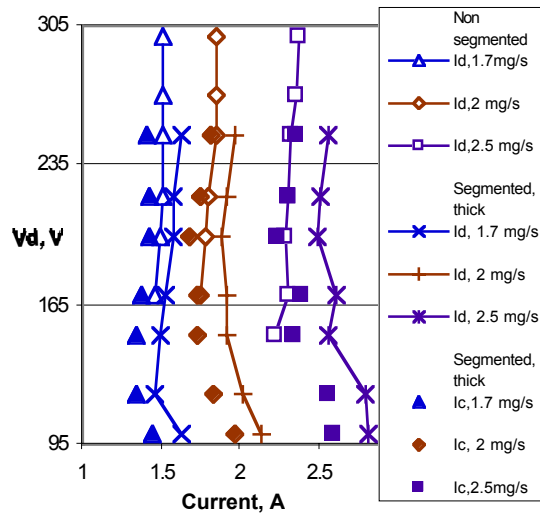 305
235
165
95
Vd, V
1
1.5
2
2.5
Current, A
Non
segmented
Id,1.7mg/s
Id,2 mg/s
Id,2.5 mg/s
Segmented,
thick
Id, 1.7 mg/s
Id, 2 mg/s
Id, 2.5 mg/s
Segmented,
thick
Ic,1.7 mg/s
Ic, 2 mg/s
Ic,2.5mg/s